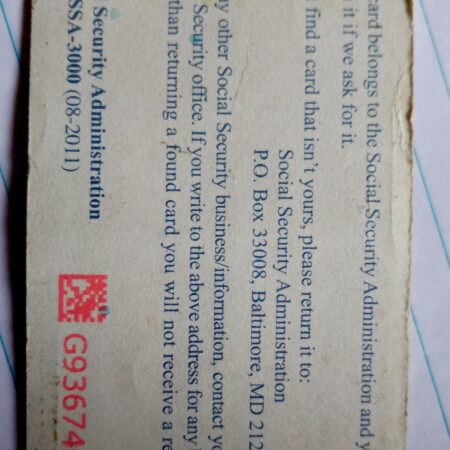 card belongs to the Social Security Administration and
it if we ask for it.
find a card that isn't yours, please return it to:
Social Security Administration
P.O. Box 33008, Baltimore, MD 212
other Social Security business/information, contact
Security office. If you write to the above address for any
than returning a found card you will not receive a
Security Administration
SSA-3000 (08-2011)
G93674